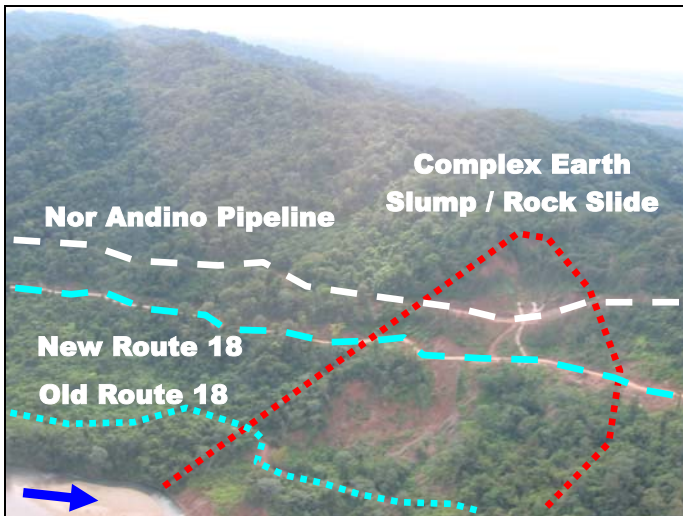 Complex Earth
Slump / Rock Slide
Nor Andino Pipeline
New Route 18
Old Route 18